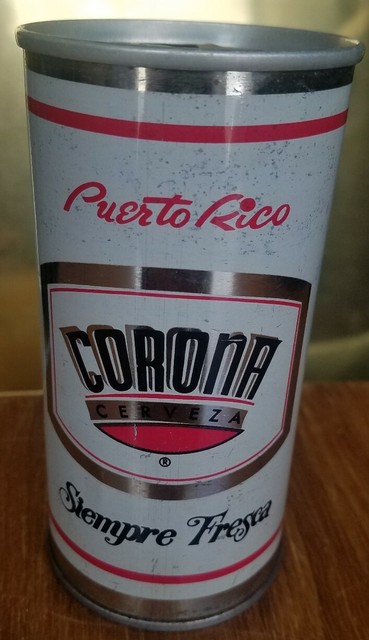 Puerto Rico
CORONA
CERVEZA
®
Siempre Fresca